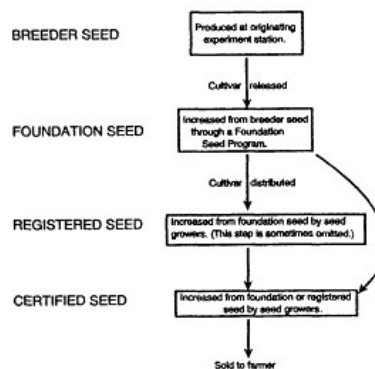 BREEDER SEED
Produced at originating
experiment station.
Cultivar released
FOUNDATION SEED
Increased from breeder seed
through a Foundation
Seed Program.
Cultivar distributed
REGISTERED SEED
Increased from foundation seed by seed
growers. (This step is sometimes omitted.)
CERTIFIED SEED
Increased from foundation or registered
seed by seed growers.
Sold to farmer